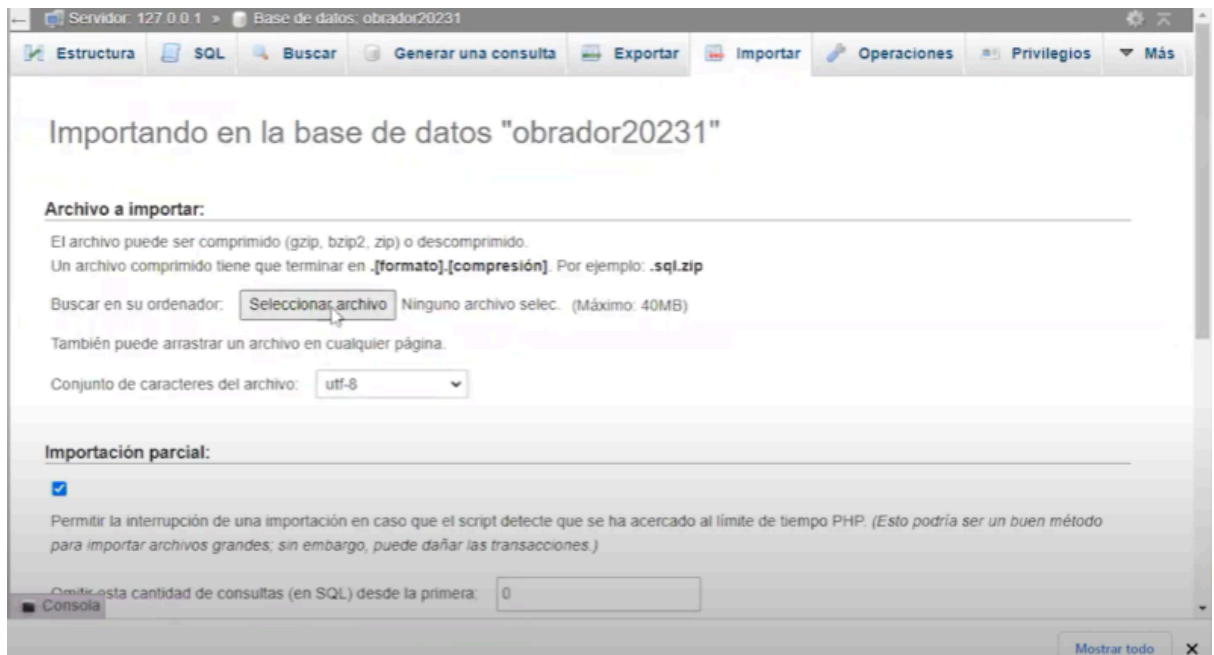 Servidor: 127.0.0.1 » Base de datos: obrador20231
Estructura SQL Buscar Generar una consulta Exportar Importar Operaciones Privilegios Más
Importando en la base de datos "obrador20231"
Archivo a importar:
El archivo puede ser comprimido (gzip, bzip2, zip) o descomprimido.
Un archivo comprimido tiene que terminar en .[formato].[compresión]. Por ejemplo: .sql.zip
Buscar en su ordenador: Seleccionar archivo Ninguno archivo selec. (Máximo: 40MB)
También puede arrastrar un archivo en cualquier página.
Conjunto de caracteres del archivo: utf-8
Importación parcial:
Permitir la interrupción de una importación en caso que el script detecte que se ha acercado al límite de tiempo PHP. (Esto podría ser un buen método
para importar archivos grandes; sin embargo, puede dañar las transacciones.)
Omitir esta cantidad de consultas (en SQL) desde la primera: 0
Consola
Mostrar todo